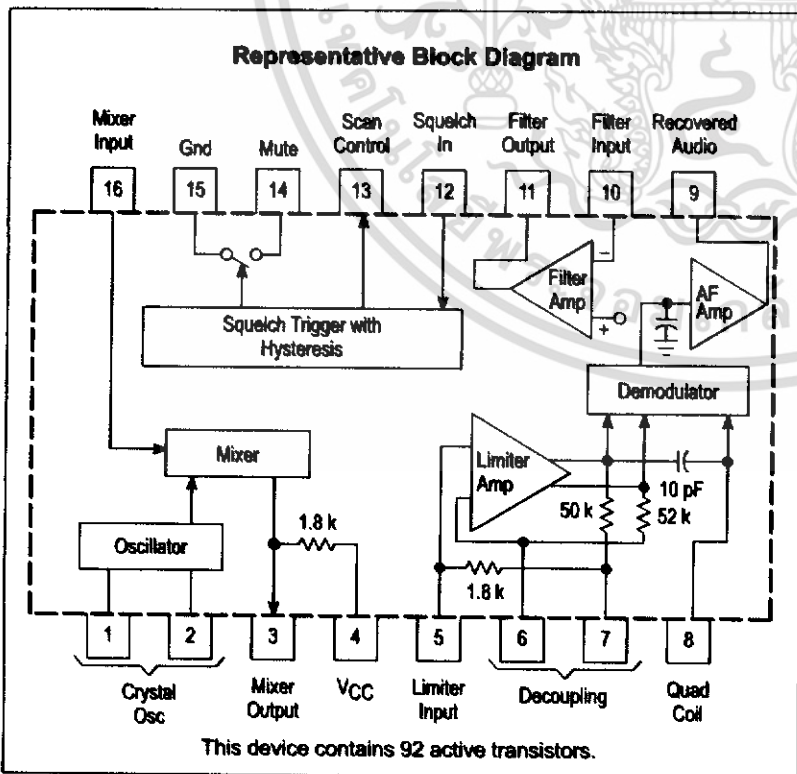 Representative Block Diagram
Mixer Input
Gnd
Mute
Scan Control
Squelch In
Filter Output
Filter Input
Recovered Audio
16
15
14
13
12
11
10
9
Filter Amp
−
+
AF Amp
Squelch Trigger with Hysteresis
Demodulator
Mixer
Limiter Amp
10 pF
50 k
52 k
1.8 k
Oscillator
1.8 k
1
2
3
4
5
6
7
8
Crystal Osc
Mixer Output
VCC
Limiter Input
Decoupling
Quad Coil
This device contains 92 active transistors.